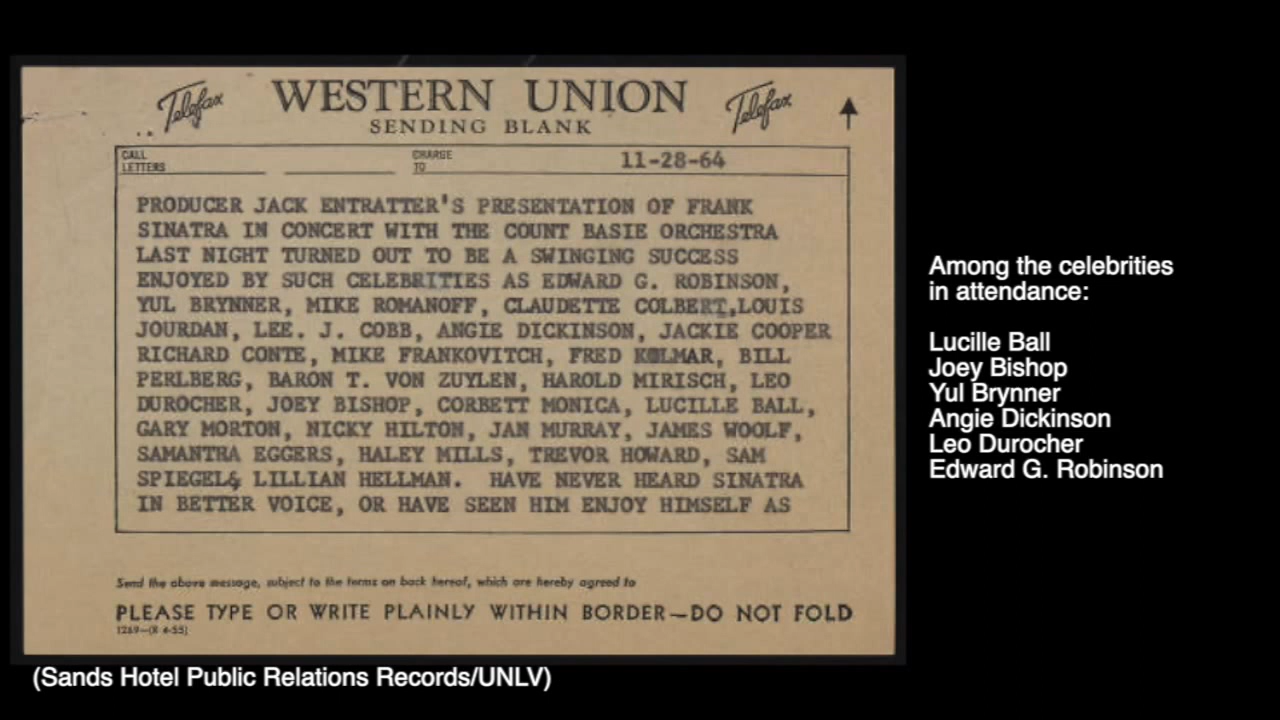 Telefax WESTERN UNION Telefax
SENDING BLANK
CALL LETTERS
CHARGE TO
11-28-64
PRODUCER JACK ENTRATTER'S PRESENTATION OF FRANK
SINATRA IN CONCERT WITH THE COUNT BASIE ORCHESTRA
LAST NIGHT TURNED OUT TO BE A SWINGING SUCCESS
ENJOYED BY SUCH CELEBRITIES AS EDWARD G. ROBINSON,
YUL BRYNNER, MIKE ROMANOFF, CLAUDETTE COLBERT,LOUIS
JOURDAN, LEE. J. COBB, ANGIE DICKINSON, JACKIE COOPER
RICHARD CONTE, MIKE FRANKOVITCH, FRED KOLMAR, BILL
PERLBERG, BARON T. VON ZUYLEN, HAROLD MIRISCH, LEO
DUROCHER, JOEY BISHOP, CORBETT MONICA, LUCILLE BALL,
GARY MORTON, NICKY HILTON, JAN MURRAY, JAMES WOOLF,
SAMANTHA EGGERS, HALEY MILLS, TREVOR HOWARD, SAM
SPIEGEL& LILLIAN HELLMAN. HAVE NEVER HEARD SINATRA
IN BETTER VOICE, OR HAVE SEEN HIM ENJOY HIMSELF AS
Send the above message, subject to the terms on back hereof, which are hereby agreed to
PLEASE TYPE OR WRITE PLAINLY WITHIN BORDER—DO NOT FOLD
1269—(R 4-55)
(Sands Hotel Public Relations Records/UNLV)
Among the celebrities
in attendance:
Lucille Ball
Joey Bishop
Yul Brynner
Angie Dickinson
Leo Durocher
Edward G. Robinson